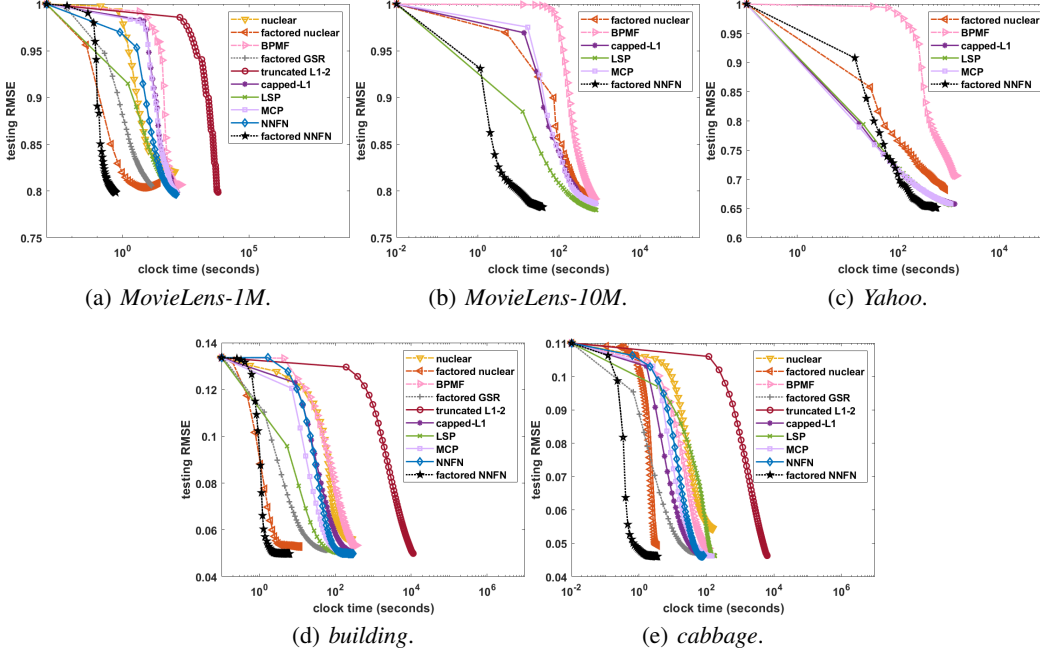 1
0.95
0.9
0.85
0.8
0.75
testing RMSE
10^0
10^5
clock time (seconds)
nuclear
factored nuclear
BPMF
factored GSR
truncated L1-2
capped-L1
LSP
MCP
NNFN
factored NNFN
(a) MovieLens-1M.
1
0.95
0.9
0.85
0.8
0.75
testing RMSE
10^-2
10^0
10^2
10^4
clock time (seconds)
factored nuclear
BPMF
capped-L1
LSP
MCP
factored NNFN
(b) MovieLens-10M.
1
0.95
0.9
0.85
0.8
0.75
0.7
0.65
0.6
testing RMSE
10^0
10^2
10^4
clock time (seconds)
factored nuclear
BPMF
capped-L1
LSP
MCP
factored NNFN
(c) Yahoo.
0.14
0.12
0.1
0.08
0.06
0.04
testing RMSE
10^0
10^2
10^4
10^6
clock time (seconds)
nuclear
factored nuclear
BPMF
factored GSR
truncated L1-2
capped-L1
LSP
MCP
NNFN
factored NNFN
(d) building.
0.11
0.1
0.09
0.08
0.07
0.06
0.05
0.04
testing RMSE
10^-2
10^0
10^2
10^4
10^6
clock time (seconds)
nuclear
factored nuclear
BPMF
factored GSR
truncated L1-2
capped-L1
LSP
MCP
NNFN
factored NNFN
(e) cabbage.